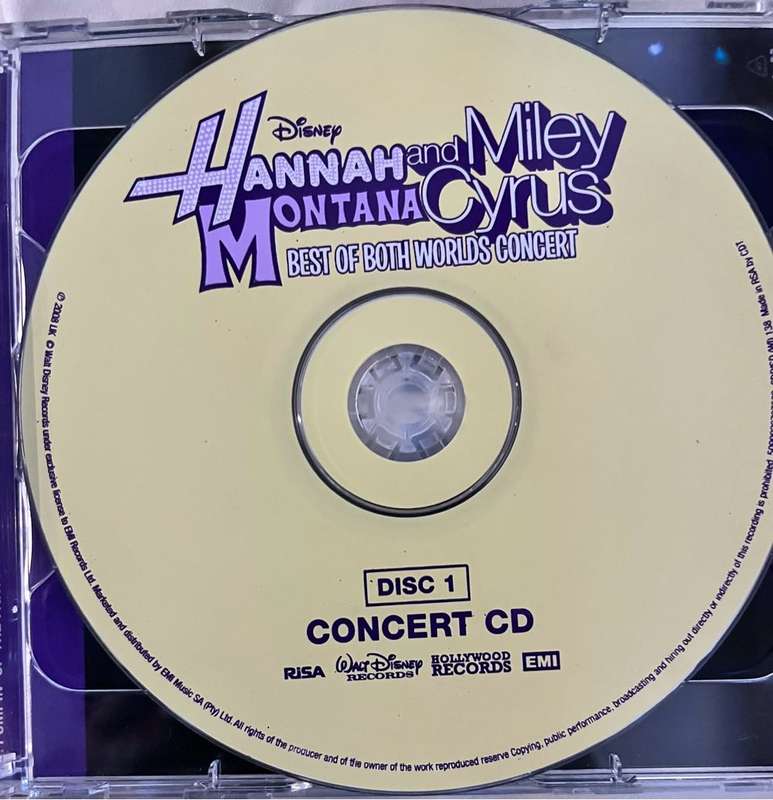 Disney
HANNAH MONTANA and Miley Cyrus
BEST OF BOTH WORLDS CONCERT
DISC 1
CONCERT CD
RiSA WALT DISNEY RECORDS HOLLYWOOD RECORDS EMI
℗ 2008 UK © Walt Disney Records under exclusive license to EMI Records Ltd. Marketed and distributed by EMI Music SA (Pty) Ltd. All rights of the producer and of the owner of the work reproduced reserve Copying, public performance, broadcasting and hiring out directly or indirectly of this recording is prohibited. Made in RSA by CDT